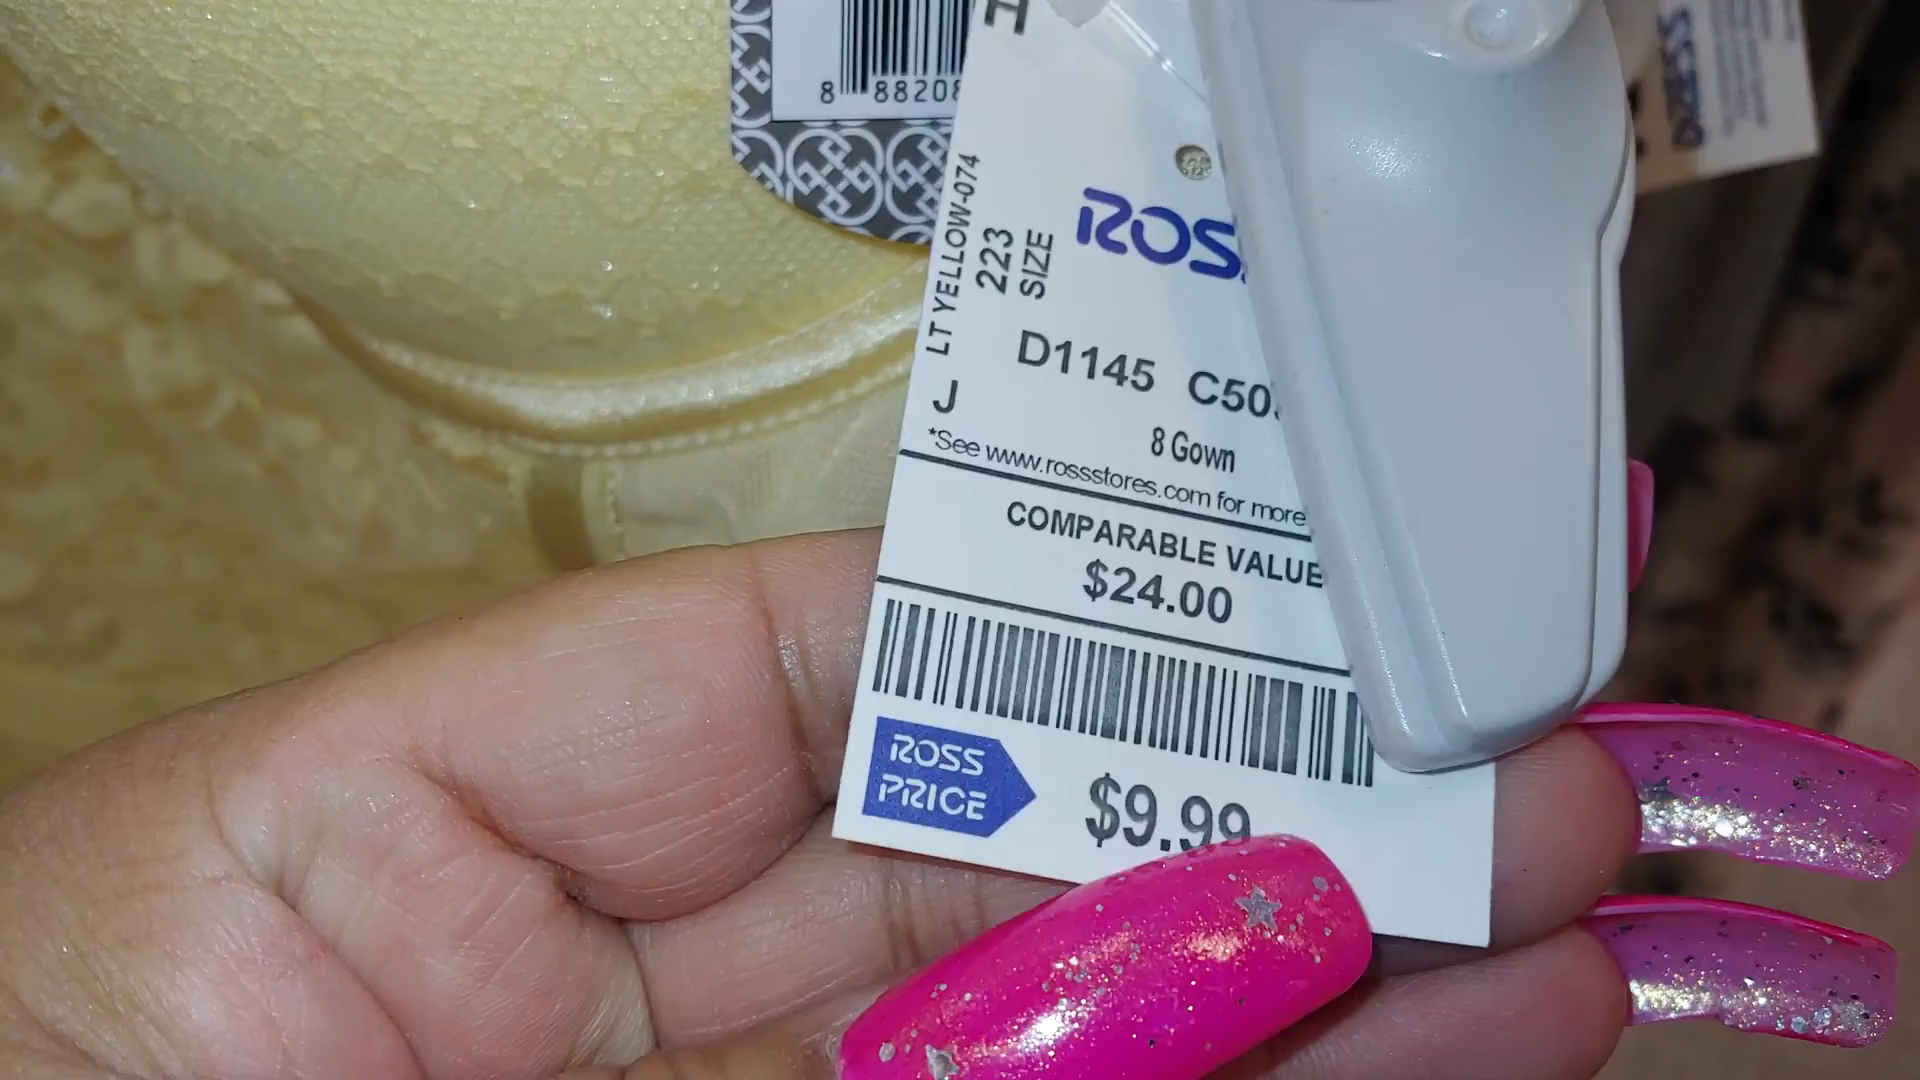 8 88208
H
LT YELLOW-074
223
SIZE
J
ROSS
D1145 C50
8 Gown
*See www.rossstores.com for more
COMPARABLE VALUE
$24.00
ROSS
PRICE
$9.99